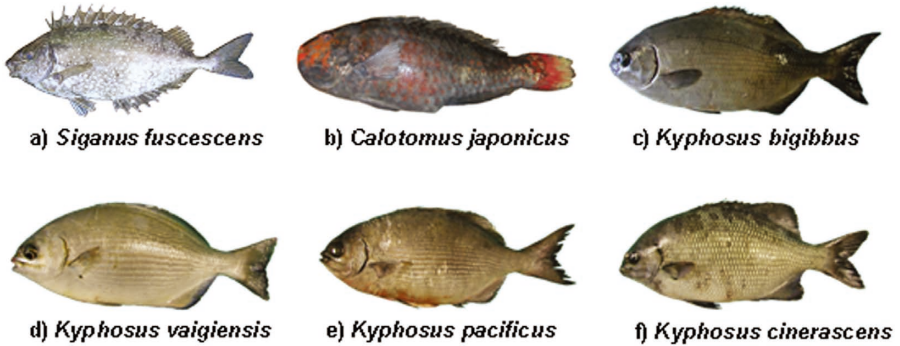 a) Siganus fuscescens
b) Calotomus japonicus
c) Kyphosus bigibbus
d) Kyphosus vaigiensis
e) Kyphosus pacificus
f) Kyphosus cinerascens